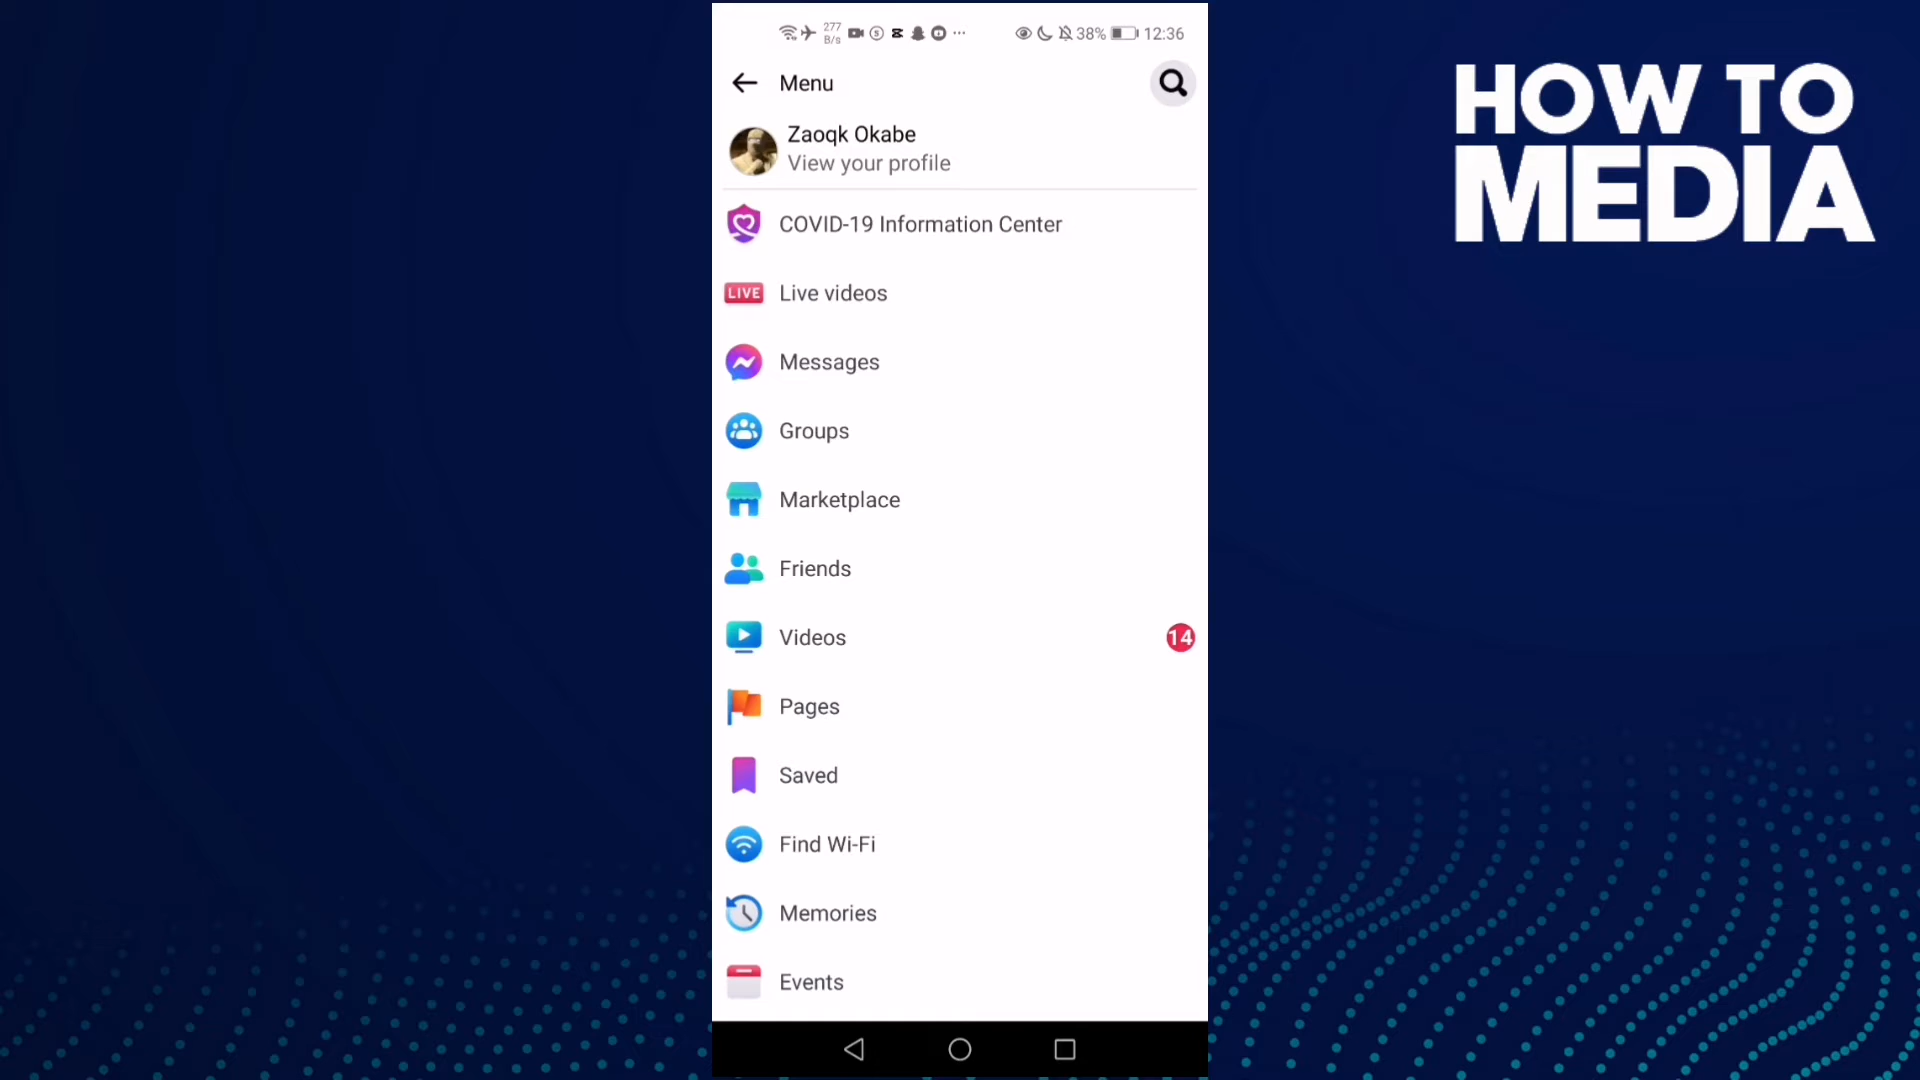 277
B/s
38% 12:36
Menu
Zaoqk Okabe
View your profile
COVID-19 Information Center
LIVE Live videos
Messages
Groups
Marketplace
Friends
Videos 14
Pages
Saved
Find Wi-Fi
Memories
Events
HOW TO
MEDIA